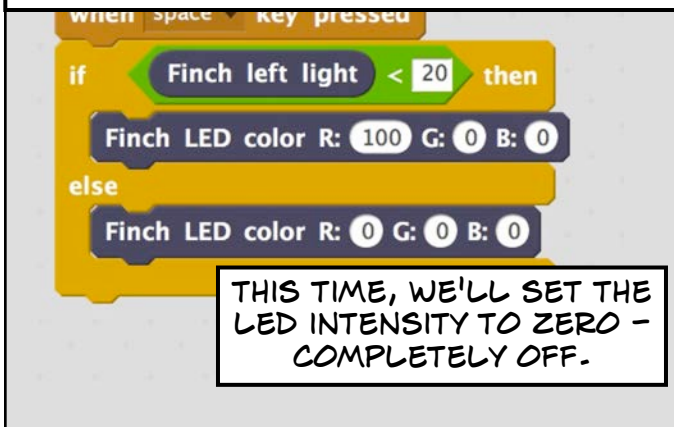 when space key pressed
if Finch left light < 20 then
Finch LED color R: 100 G: 0 B: 0
else
Finch LED color R: 0 G: 0 B: 0
THIS TIME, WE'LL SET THE
LED INTENSITY TO ZERO -
COMPLETELY OFF.